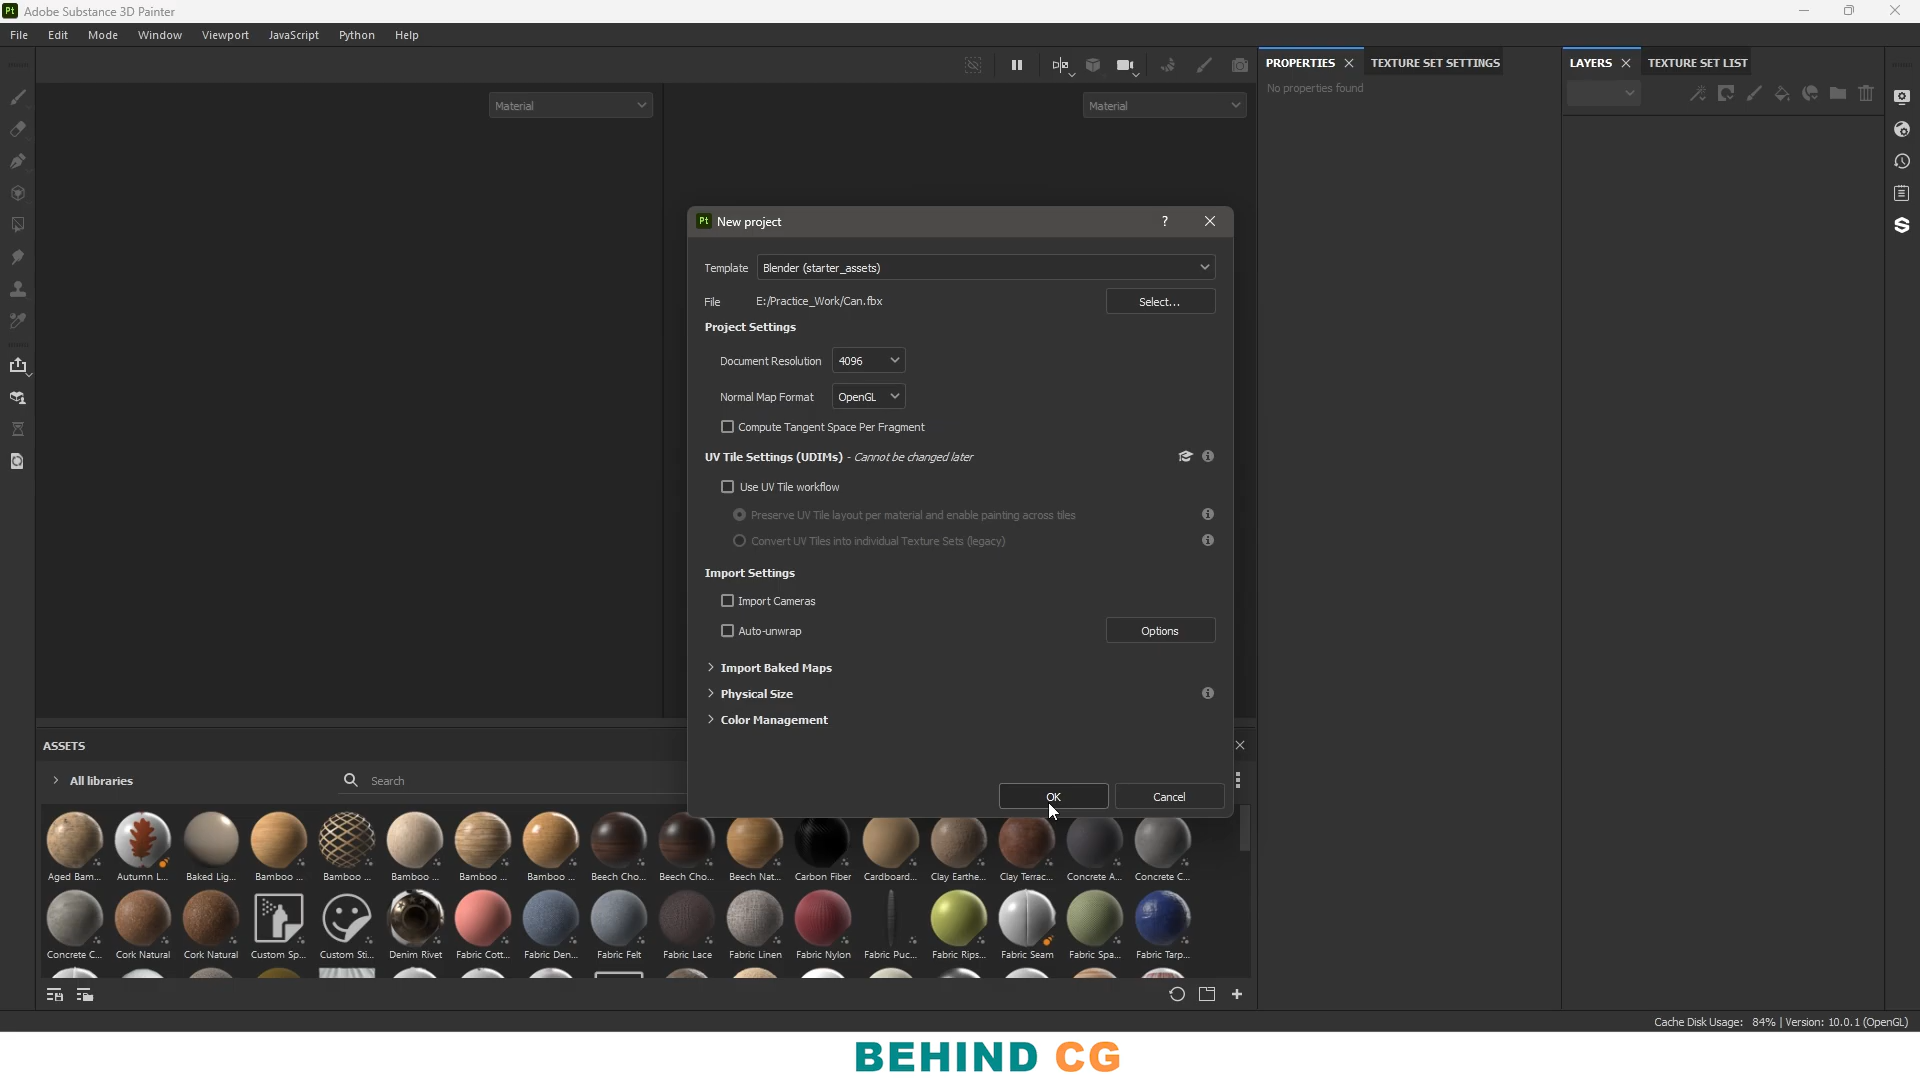 Pt Adobe Substance 3D Painter
File Edit Mode Window Viewport JavaScript Python Help
PROPERTIES TEXTURE SET SETTINGS
LAYERS TEXTURE SET LIST
Material
Material
No properties found
Pt New project ?
Template Blender (starter_assets)
File E:/Practice_Work/Can.fbx Select...
Project Settings
Document Resolution 4096
Normal Map Format OpenGL
Compute Tangent Space Per Fragment
UV Tile Settings (UDIMs) - Cannot be changed later
Use UV Tile workflow
Preserve UV Tile layout per material and enable painting across tiles
Convert UV Tiles into individual Texture Sets (legacy)
Import Settings
Import Cameras
Auto-unwrap Options
Import Baked Maps
Physical Size
Color Management
OK Cancel
ASSETS
All libraries Search
Aged Bam... Autumn L... Baked Lig... Bamboo ... Bamboo ... Bamboo ... Bamboo ... Bamboo ... Beech Cho... Beech Cho... Beech Nat... Carbon Fiber Cardboard... Clay Earthe... Clay Terrac... Concrete A... Concrete C...
Concrete C... Cork Natural Cork Natural Custom Sp... Custom Sti... Denim Rivet Fabric Cott... Fabric Den... Fabric Felt Fabric Lace Fabric Linen Fabric Nylon Fabric Puc... Fabric Rips... Fabric Seam Fabric Spa... Fabric Tarp...
Cache Disk Usage: 84% | Version: 10.0.1 (OpenGL)
BEHIND CG